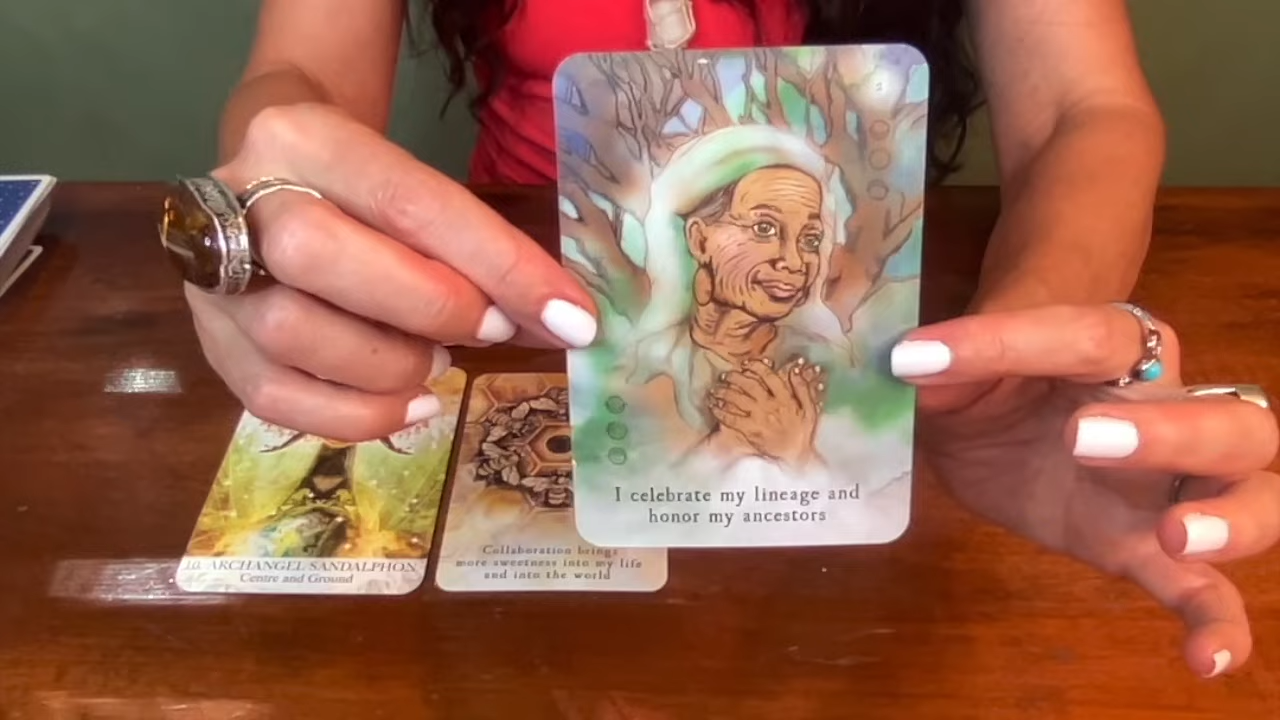 I celebrate my lineage and
honor my ancestors
10 ARCHANGEL SANDALPHON
Centre and Ground
Collaboration brings
more sweetness into my life
and into the world